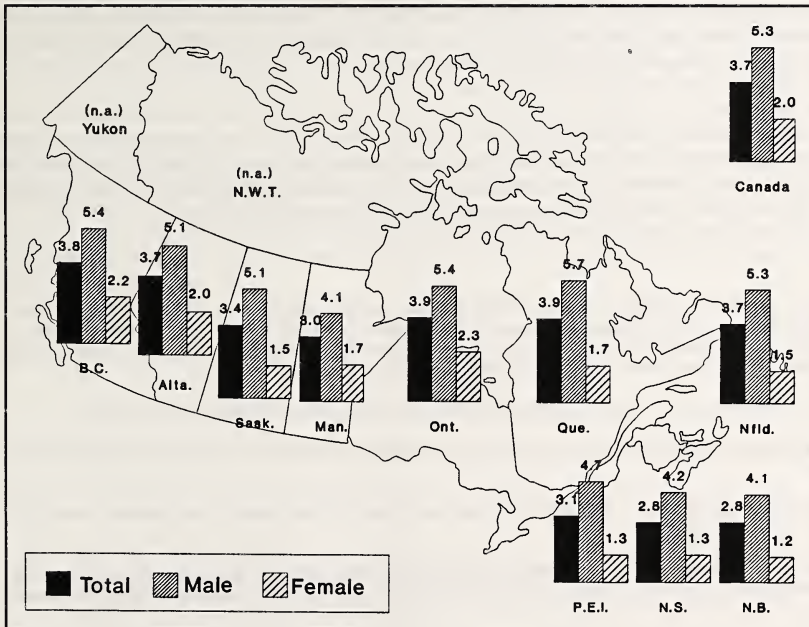 5.3
3.7
2.0
Canada
(n.a.)
Yukon
(n.a.)
N.W.T.
5.4
3.8
2.2
B.C.
5.1
3.7
2.0
Alta.
5.1
3.4
1.5
Sask.
4.1
3.0
1.7
Man.
5.4
3.9
2.3
Ont.
5.7
3.9
1.7
Que.
5.3
3.7
1.5
Nfld.
4.7
3.1
1.3
P.E.I.
4.2
2.8
1.3
N.S.
4.1
2.8
1.2
N.B.
Total Male Female